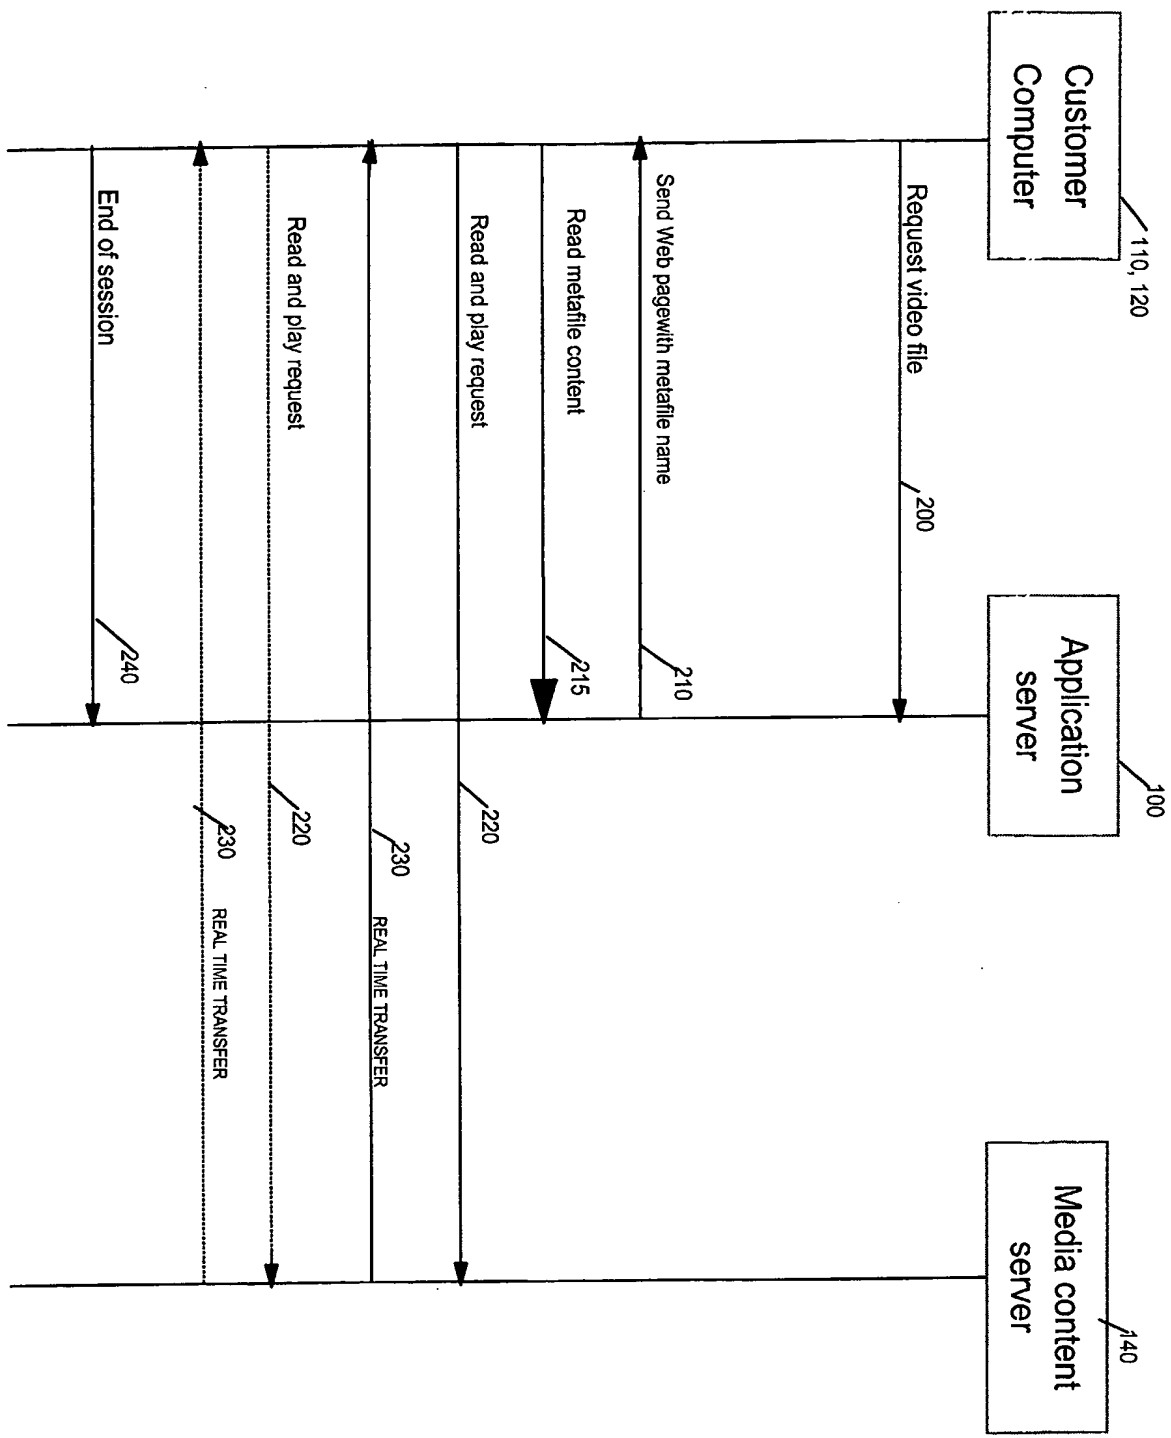 Customer
Computer
110, 120
Application
server
100
Media content
server
140
Request video file
200
Send Web pagewith metafile name
210
Read metafile content
215
Read and play request
220
230
REAL TIME TRANSFER
Read and play request
220
230
REAL TIME TRANSFER
End of session
240